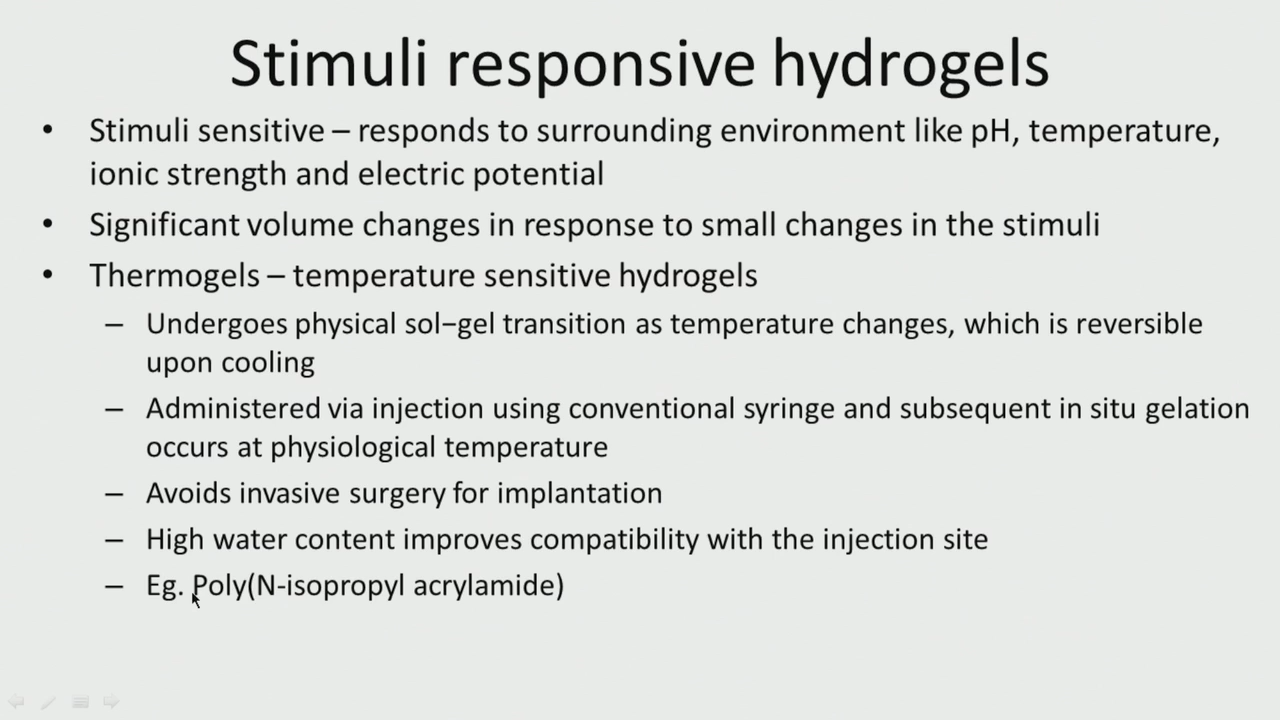 Stimuli responsive hydrogels
• Stimuli sensitive – responds to surrounding environment like pH, temperature,
ionic strength and electric potential
• Significant volume changes in response to small changes in the stimuli
• Thermogels – temperature sensitive hydrogels
– Undergoes physical sol–gel transition as temperature changes, which is reversible
upon cooling
– Administered via injection using conventional syringe and subsequent in situ gelation
occurs at physiological temperature
– Avoids invasive surgery for implantation
– High water content improves compatibility with the injection site
– Eg. Poly(N-isopropyl acrylamide)